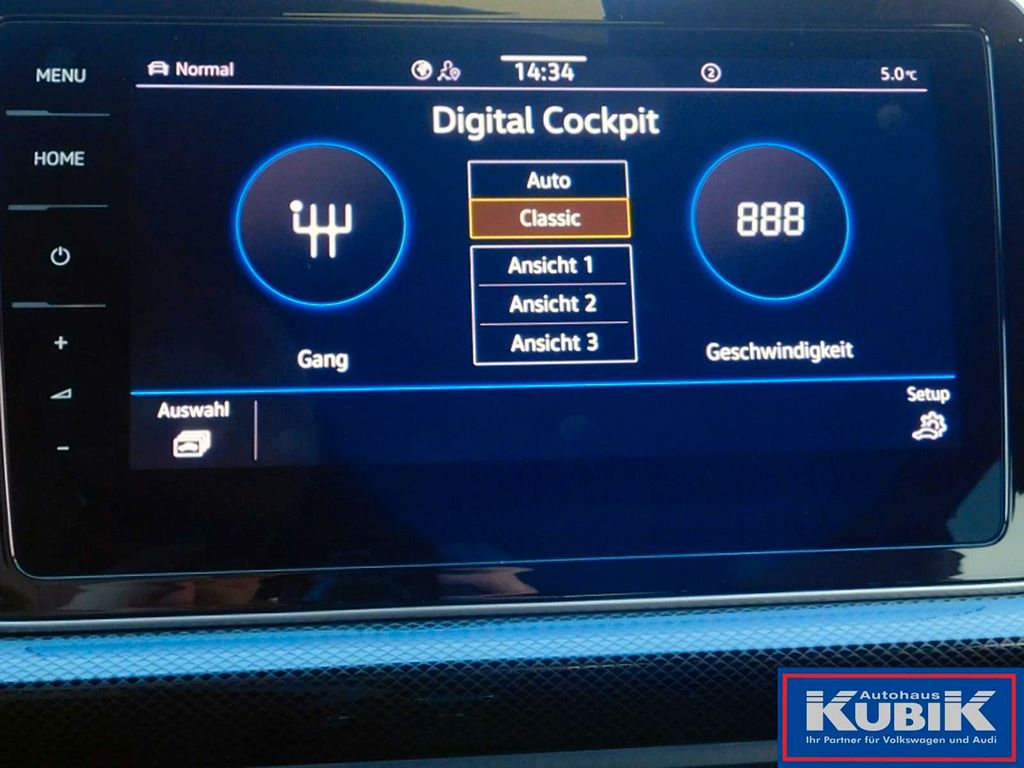 MENU
HOME
+
-
Normal
14:34
2
5.0°C
Digital Cockpit
Auto
Classic
Ansicht 1
Ansicht 2
Ansicht 3
888
Gang
Geschwindigkeit
Auswahl
Setup
Autohaus
KUBIK
Ihr Partner für Volkswagen und Audi